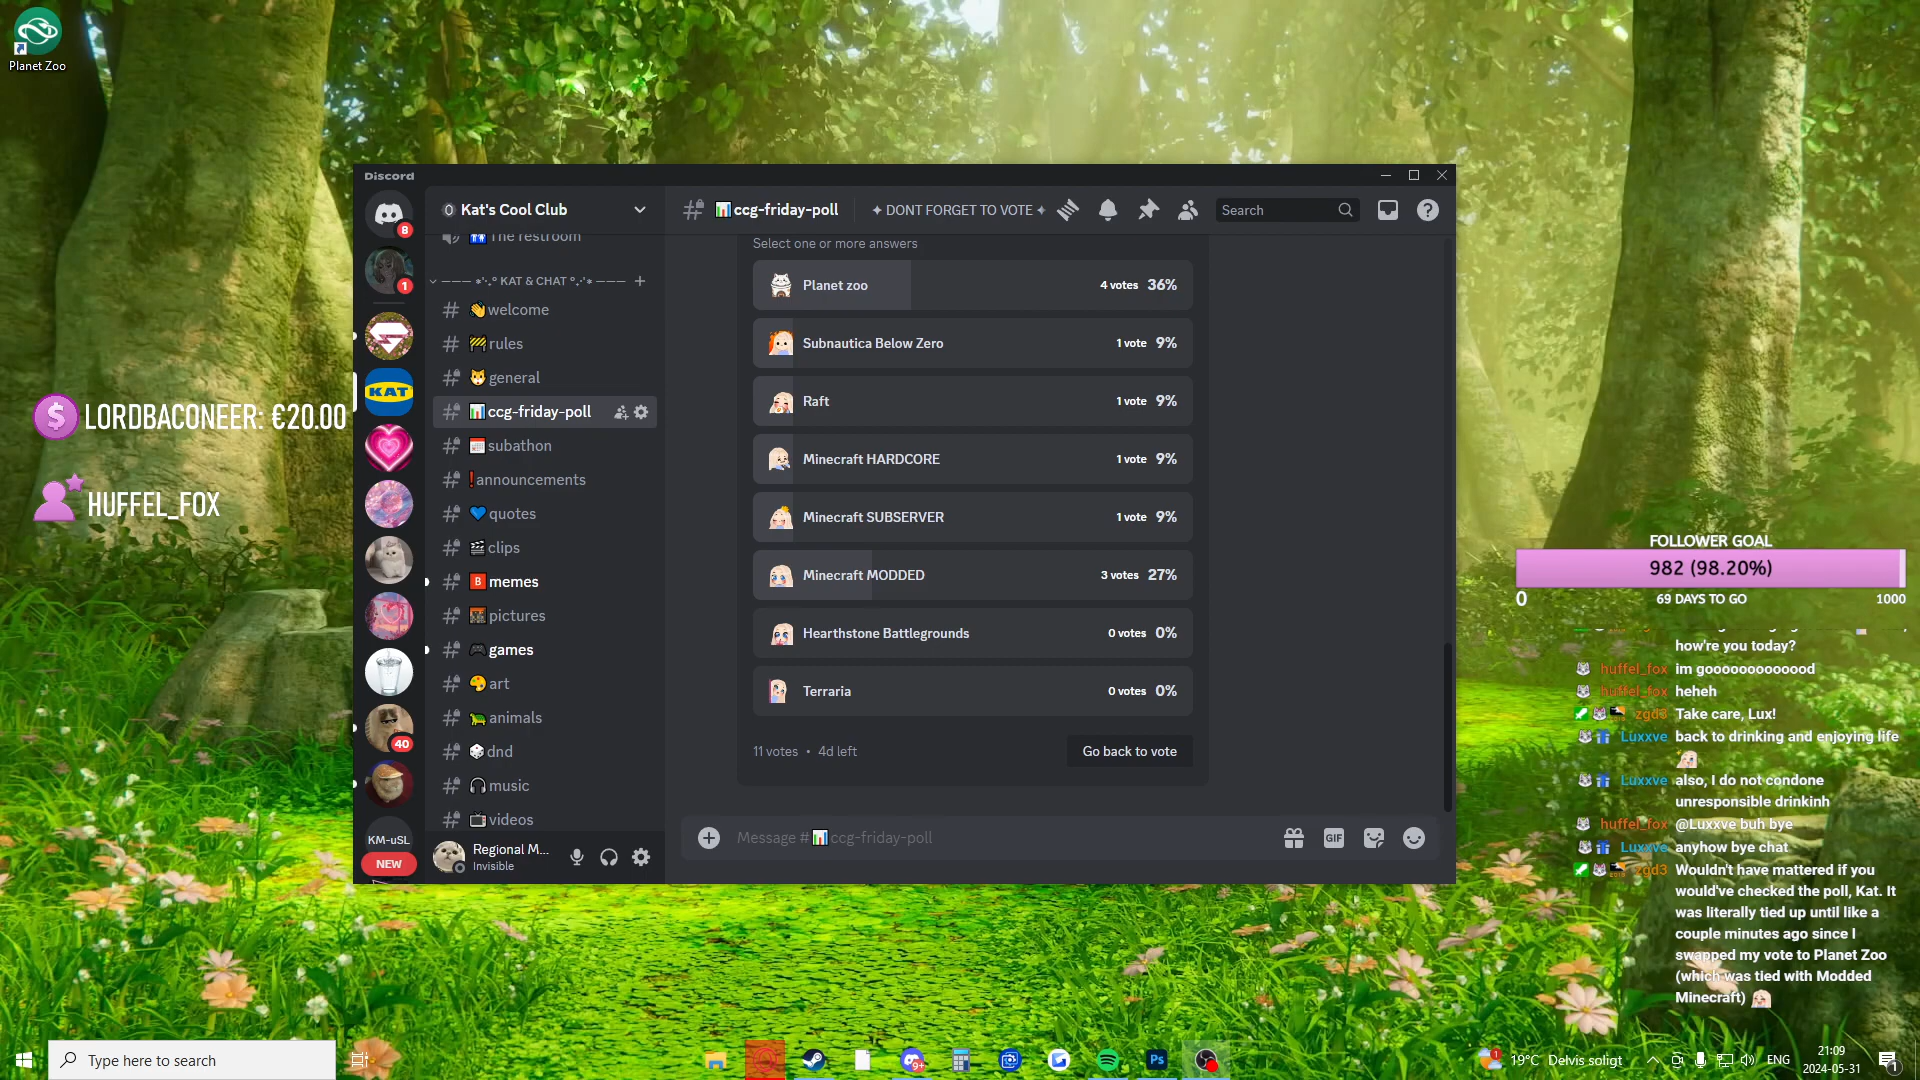 Planet Zoo
Discord
8
1
KAT
40
KM-uSL
NEW
Kat's Cool Club
The restroom
——— *'·.° KAT & CHAT °.·'* ———
welcome
rules
general
ccg-friday-poll
subathon
announcements
quotes
clips
B memes
pictures
games
art
animals
dnd
music
videos
Regional M...
Invisible
ccg-friday-poll
✦ DONT FORGET TO VOTE ✦
Search
Select one or more answers
Planet zoo 4 votes 36%
Subnautica Below Zero 1 vote 9%
Raft 1 vote 9%
Minecraft HARDCORE 1 vote 9%
Minecraft SUBSERVER 1 vote 9%
Minecraft MODDED 3 votes 27%
Hearthstone Battlegrounds 0 votes 0%
Terraria 0 votes 0%
11 votes • 4d left
Go back to vote
Message #ccg-friday-poll
GIF
$ LORDBACONEER: €20.00
HUFFEL_FOX
FOLLOWER GOAL
982 (98.20%)
0 69 DAYS TO GO 1000
how're you today?
huffel_fox im gooooooooooood
huffel_fox heheh
zgd3 Take care, Lux!
Luxxve back to drinking and enjoying life
Luxxve also, I do not condone
unresponsible drinkinh
huffel_fox @Luxxve buh bye
Luxxve anyhow bye chat
zgd3 Wouldn't have mattered if you
would've checked the poll, Kat. It
was literally tied up until like a
couple minutes ago since I
swapped my vote to Planet Zoo
(which was tied with Modded
Minecraft)
Type here to search
9+
Ps
1
19°C Delvis soligt
ENG
21:09
2024-05-31
1